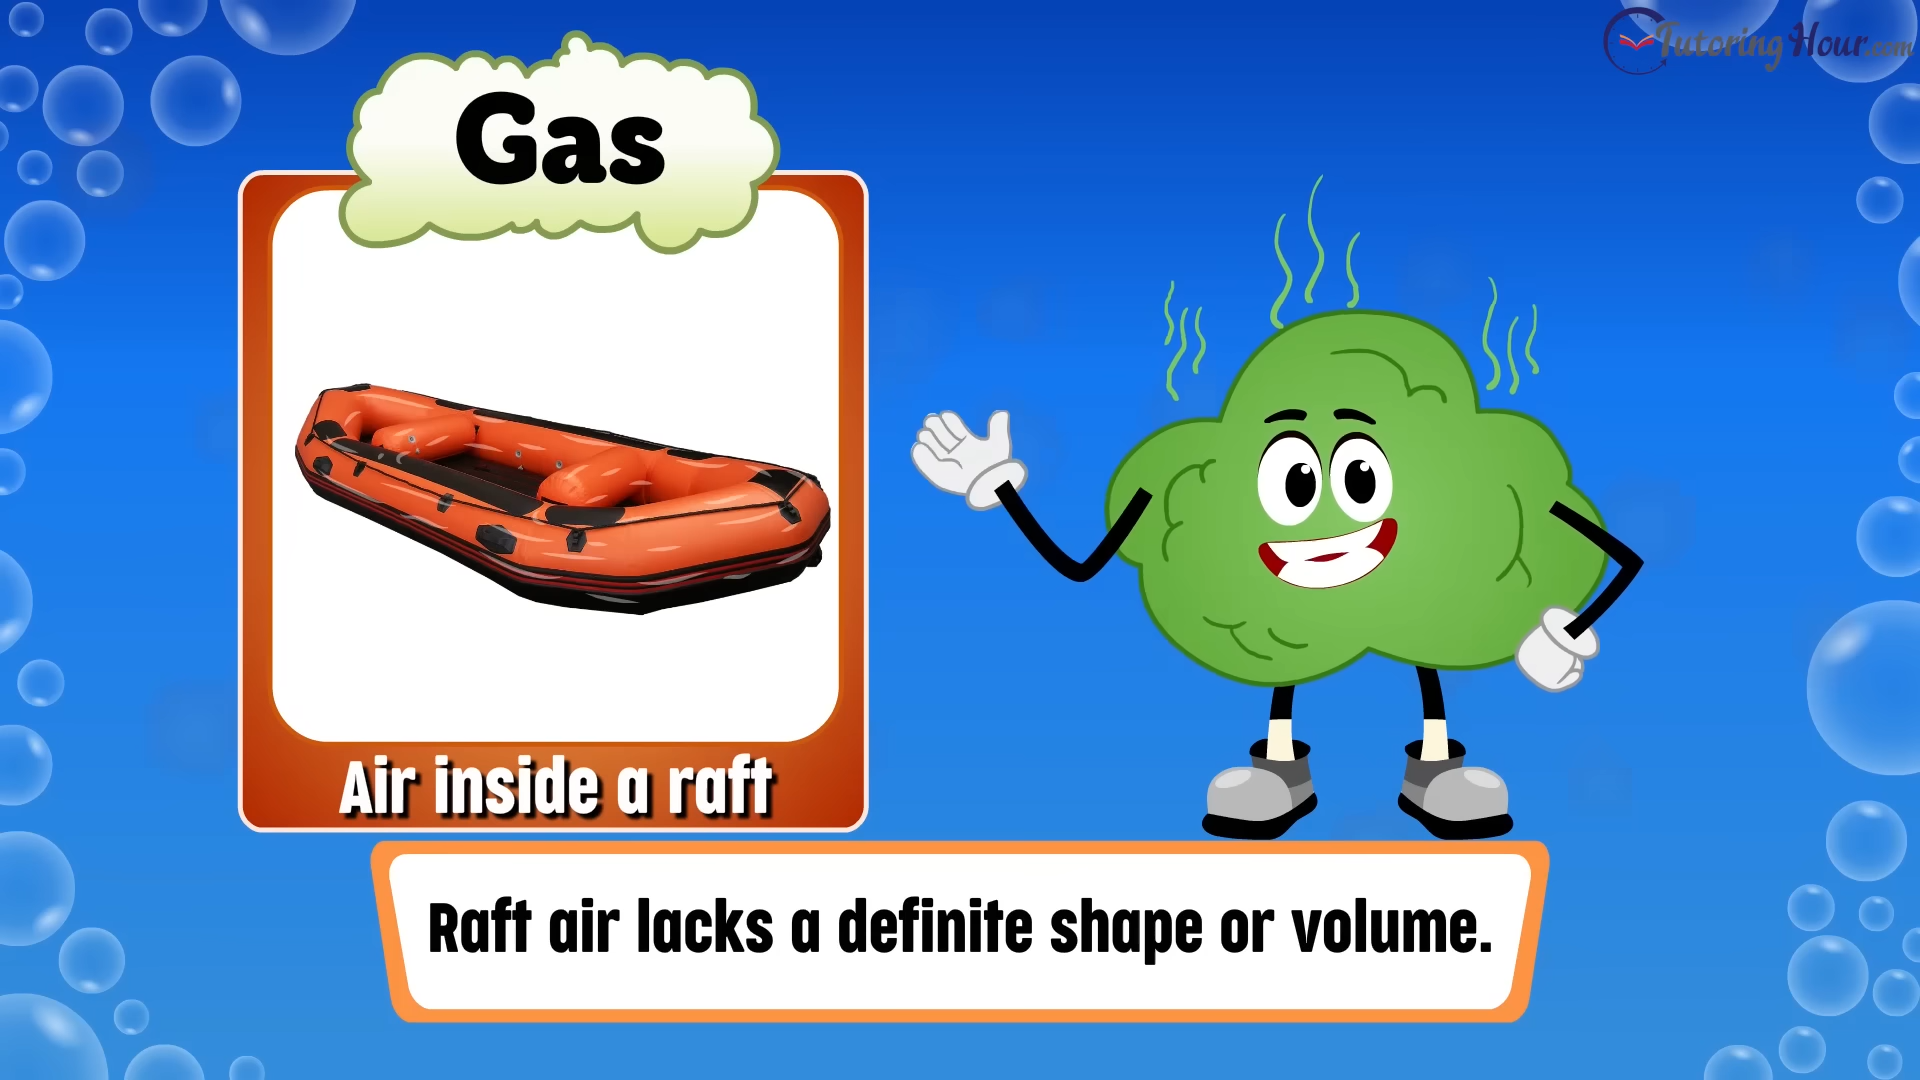 TutoringHour.com
Gas
Air inside a raft
Raft air lacks a definite shape or volume.